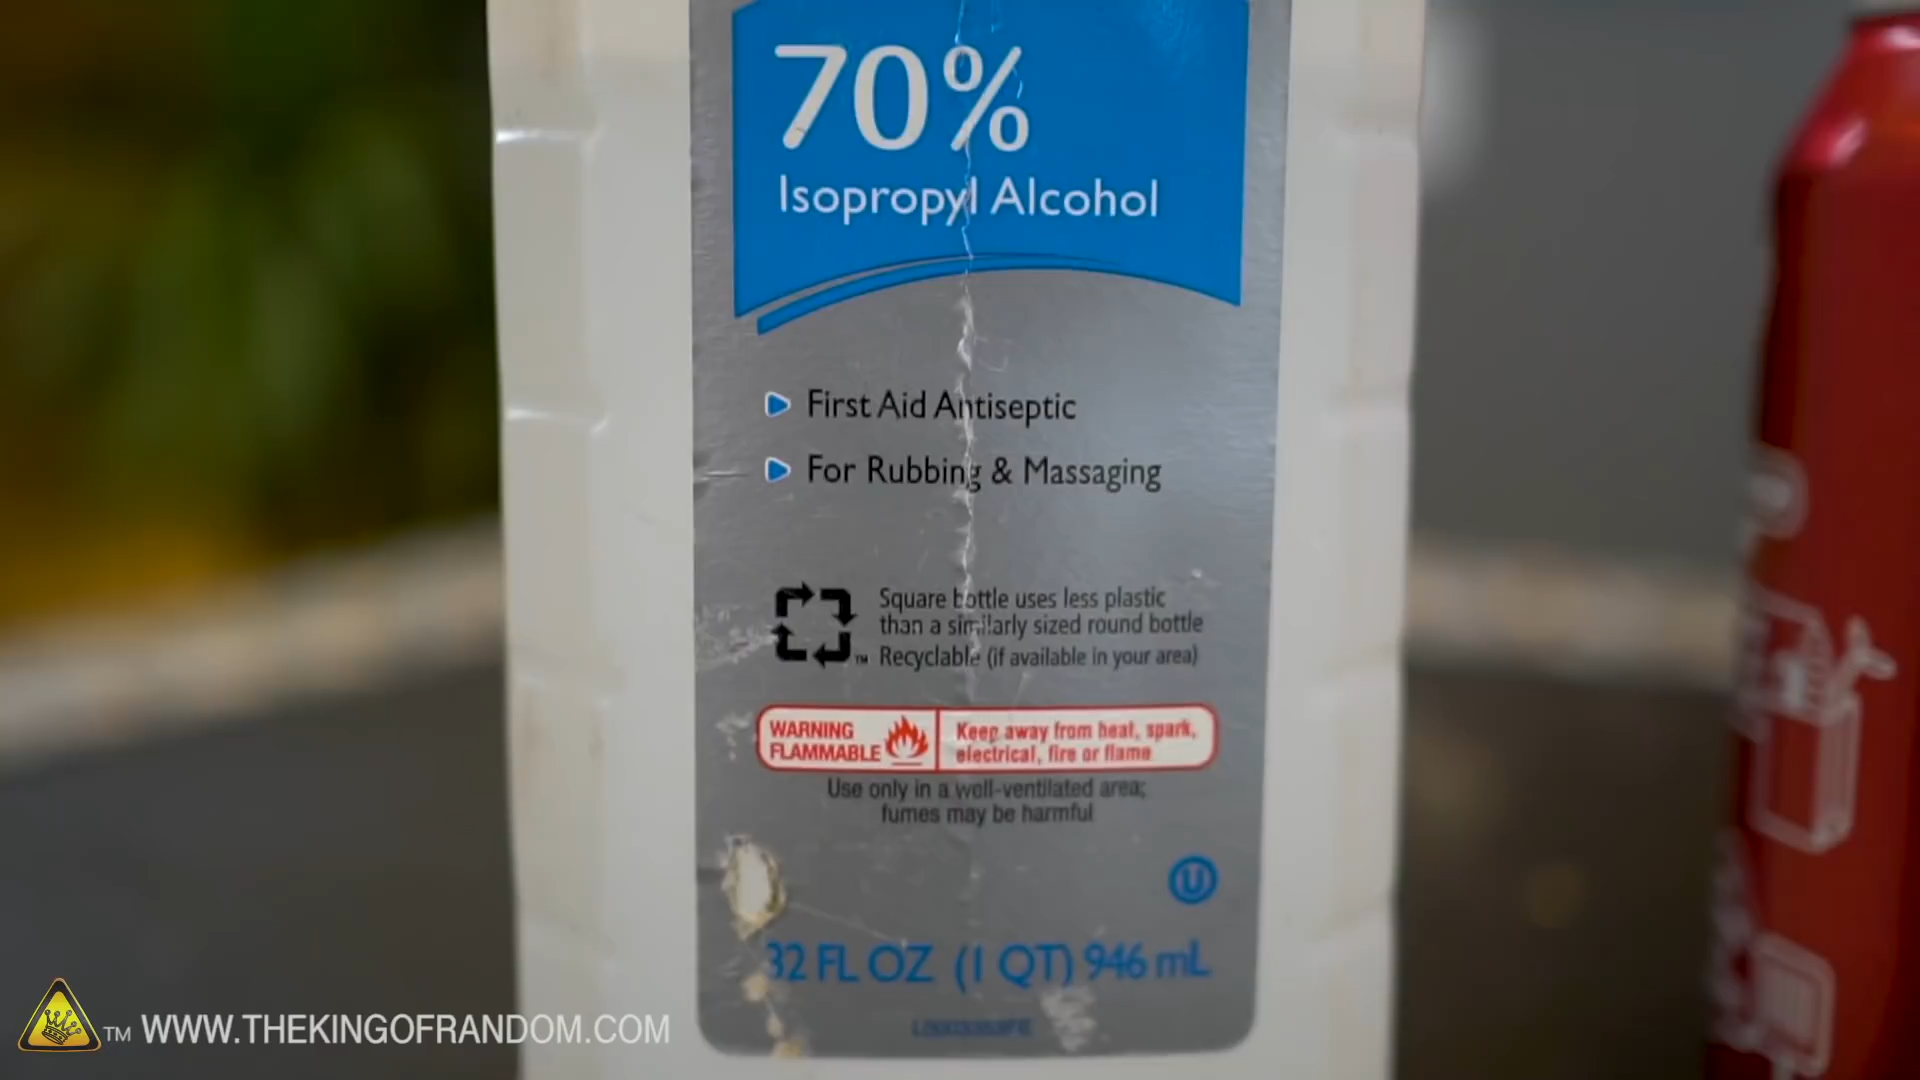 70%
Isopropyl Alcohol
First Aid Antiseptic
For Rubbing & Massaging
Square bottle uses less plastic
than a similarly sized round bottle
TM Recyclable (if available in your area)
WARNING
FLAMMABLE
Keep away from heat, spark,
electrical, fire or flame
Use only in a well-ventilated area;
fumes may be harmful
U
32 FL OZ (1 QT) 946 mL
TM WWW.THEKINGOFRANDOM.COM